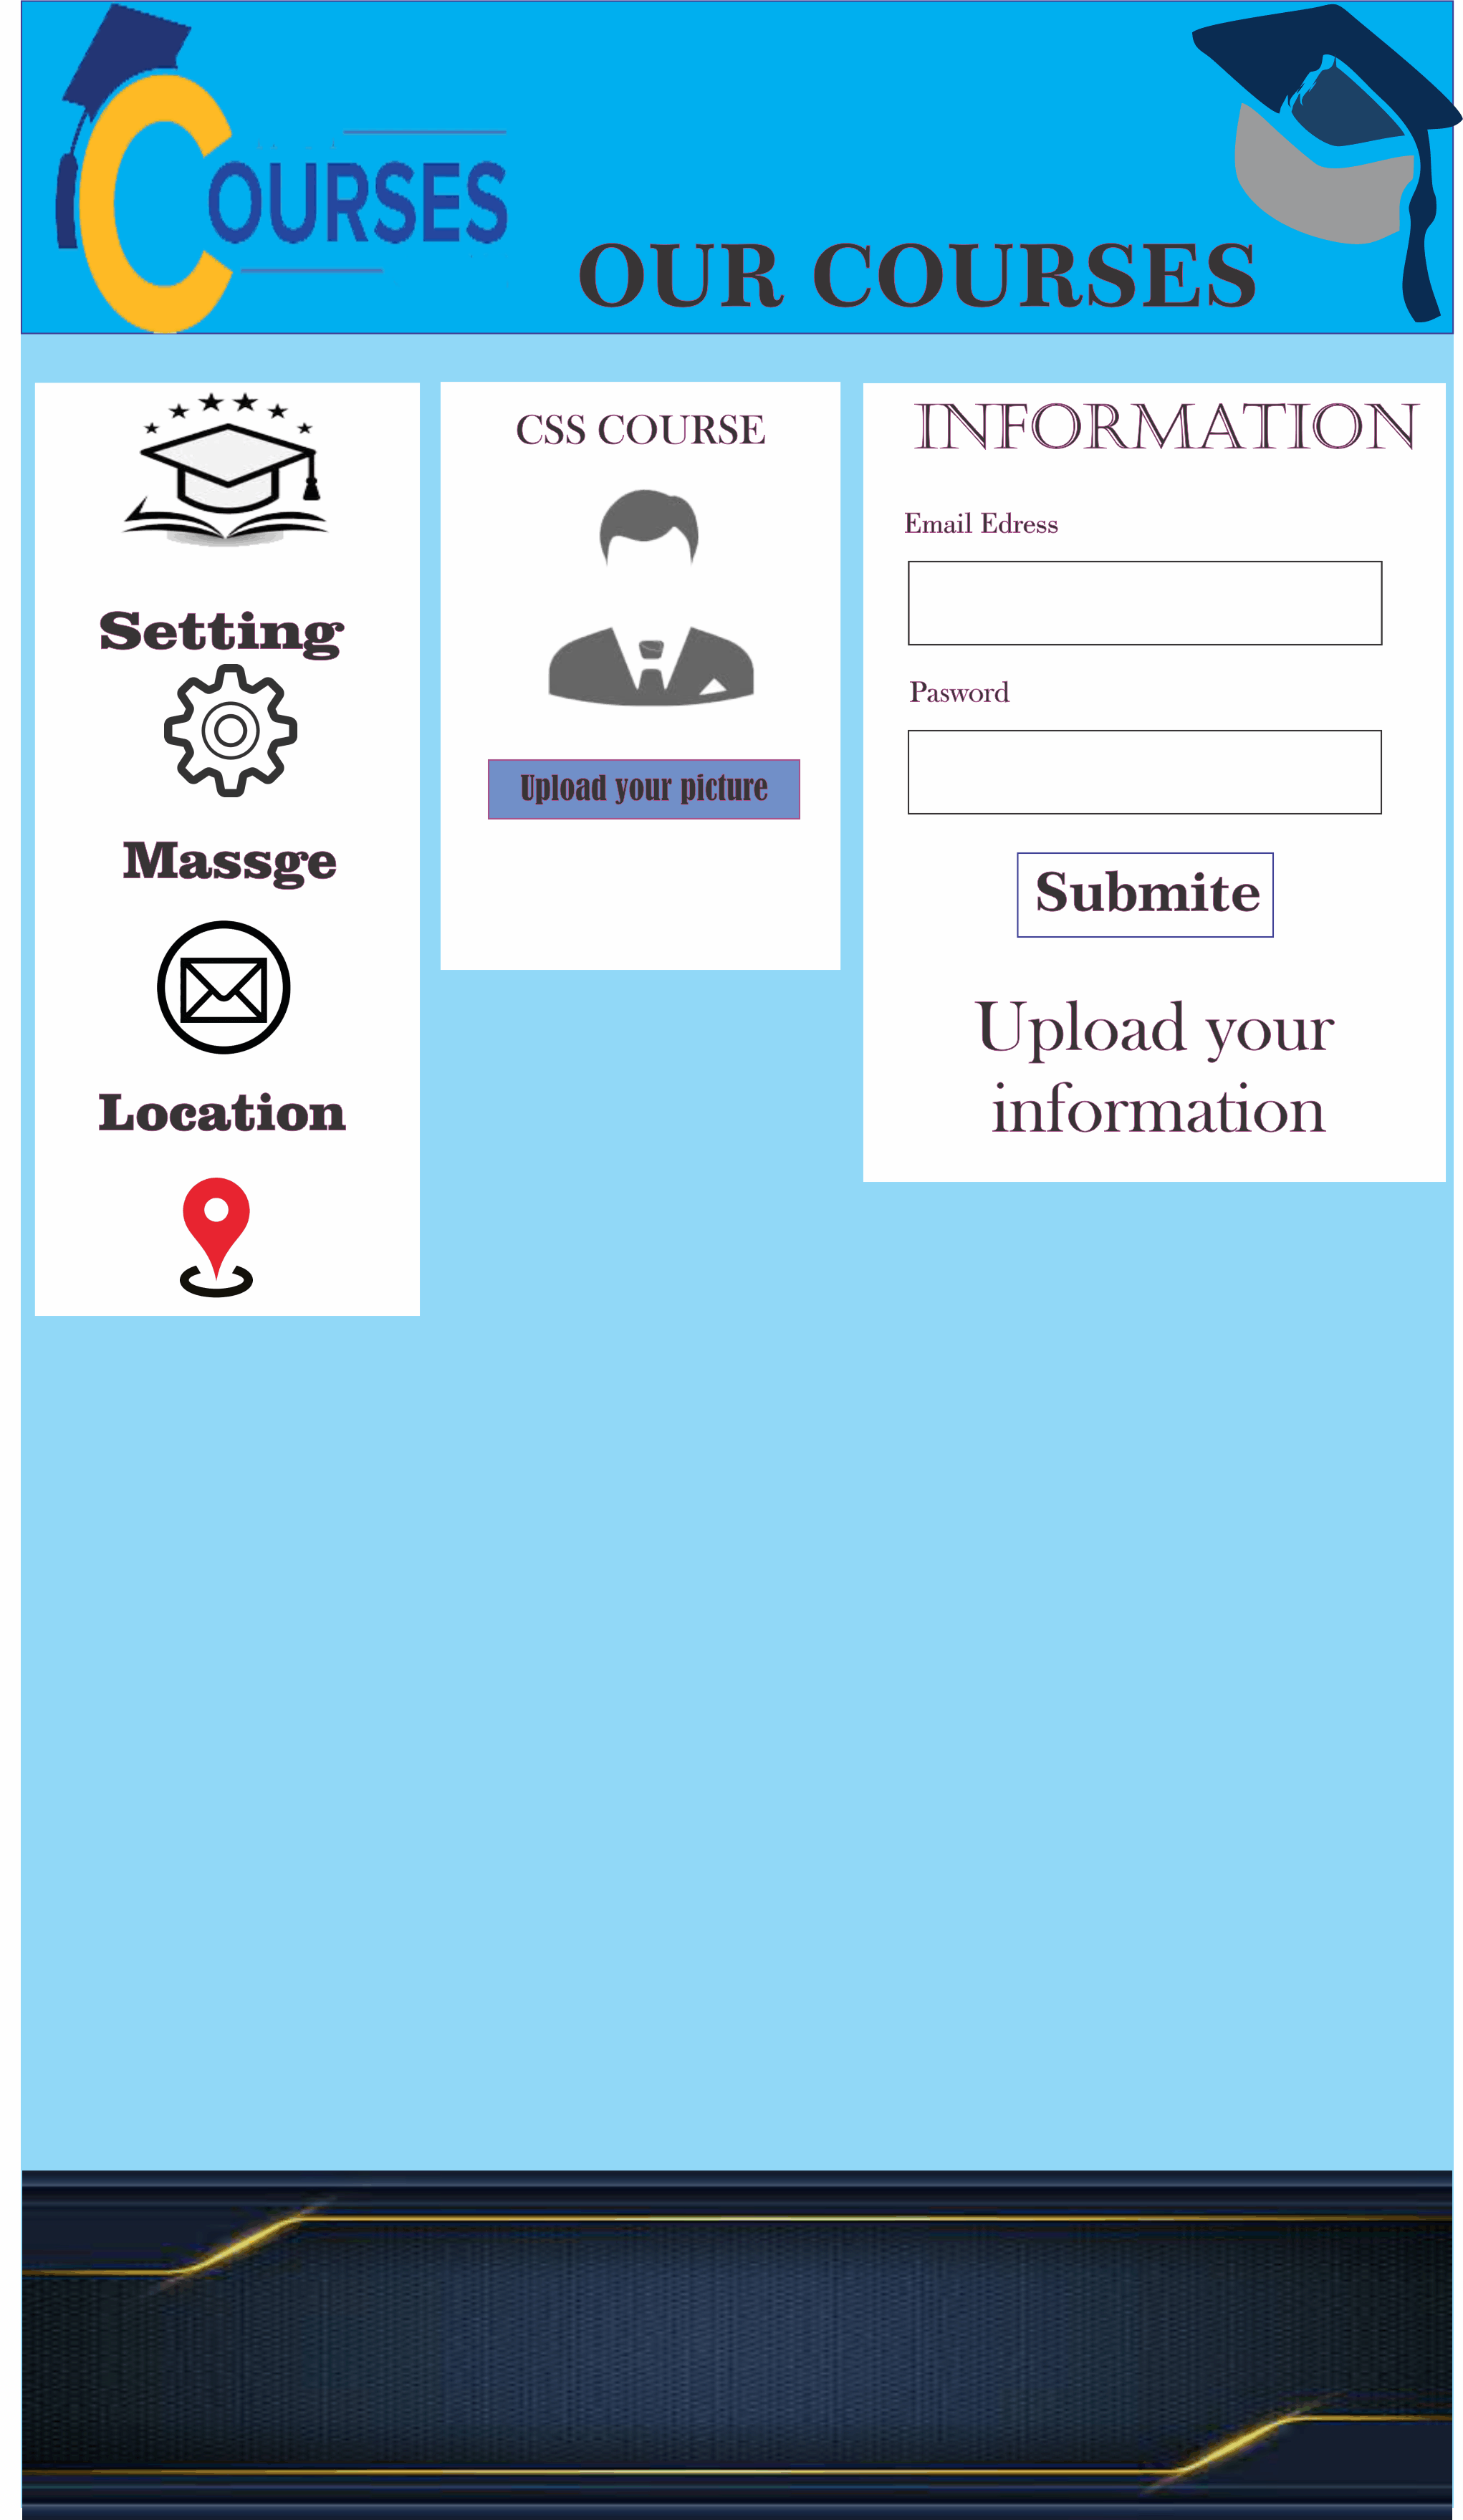 COURSES
OUR COURSES
Setting
Massge
Location
CSS COURSE
Upload your picture
INFORMATION
Email Edress
Pasword
Submite
Upload your
information